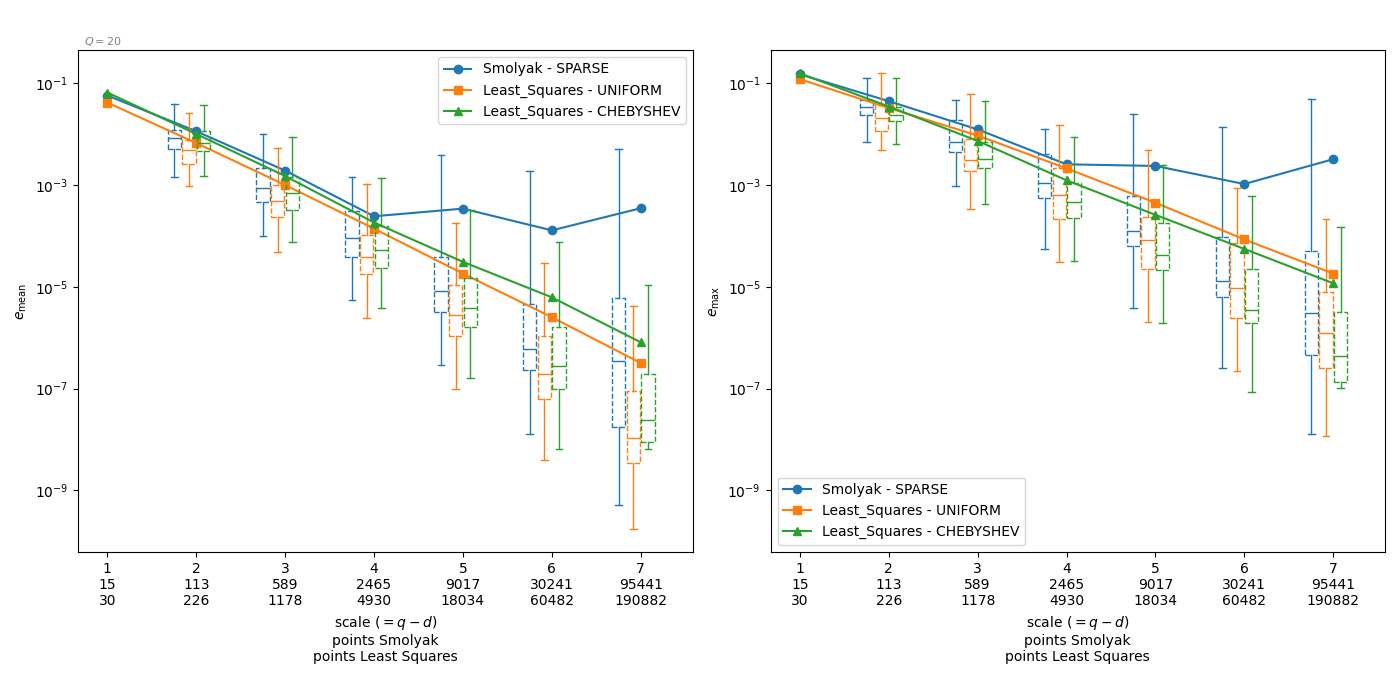 Q = 20
Smolyak - SPARSE
Least_Squares - UNIFORM
Least_Squares - CHEBYSHEV
10⁻¹
10⁻³
10⁻⁵
10⁻⁷
10⁻⁹
e_mean
1 2 3 4 5 6 7
15 113 589 2465 9017 30241 95441
30 226 1178 4930 18034 60482 190882
scale (= q − d)
points Smolyak
points Least Squares
10⁻¹
10⁻³
10⁻⁵
10⁻⁷
10⁻⁹
e_max
Smolyak - SPARSE
Least_Squares - UNIFORM
Least_Squares - CHEBYSHEV
1 2 3 4 5 6 7
15 113 589 2465 9017 30241 95441
30 226 1178 4930 18034 60482 190882
scale (= q − d)
points Smolyak
points Least Squares